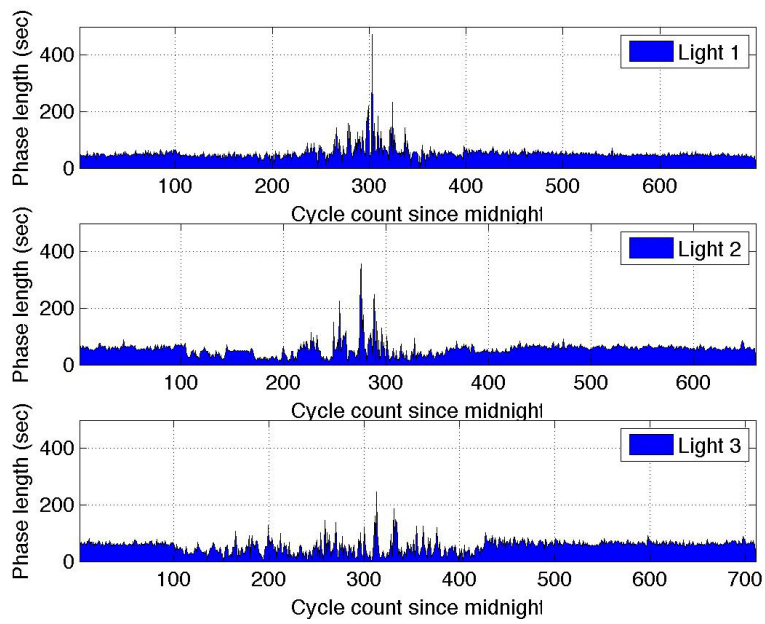 Phase length (sec)
400
200
0
Light 1
100 200 300 400 500 600
Cycle count since midnight
Phase length (sec)
400
200
0
Light 2
100 200 300 400 500 600
Cycle count since midnight
Phase length (sec)
400
200
0
Light 3
100 200 300 400 500 600 700
Cycle count since midnight